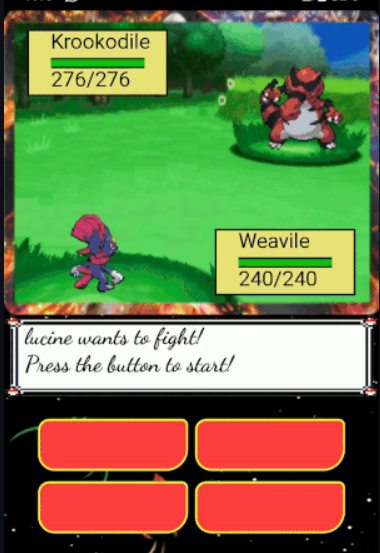 Krookodile
276/276
Weavile
240/240
lucine wants to fight!
Press the button to start!